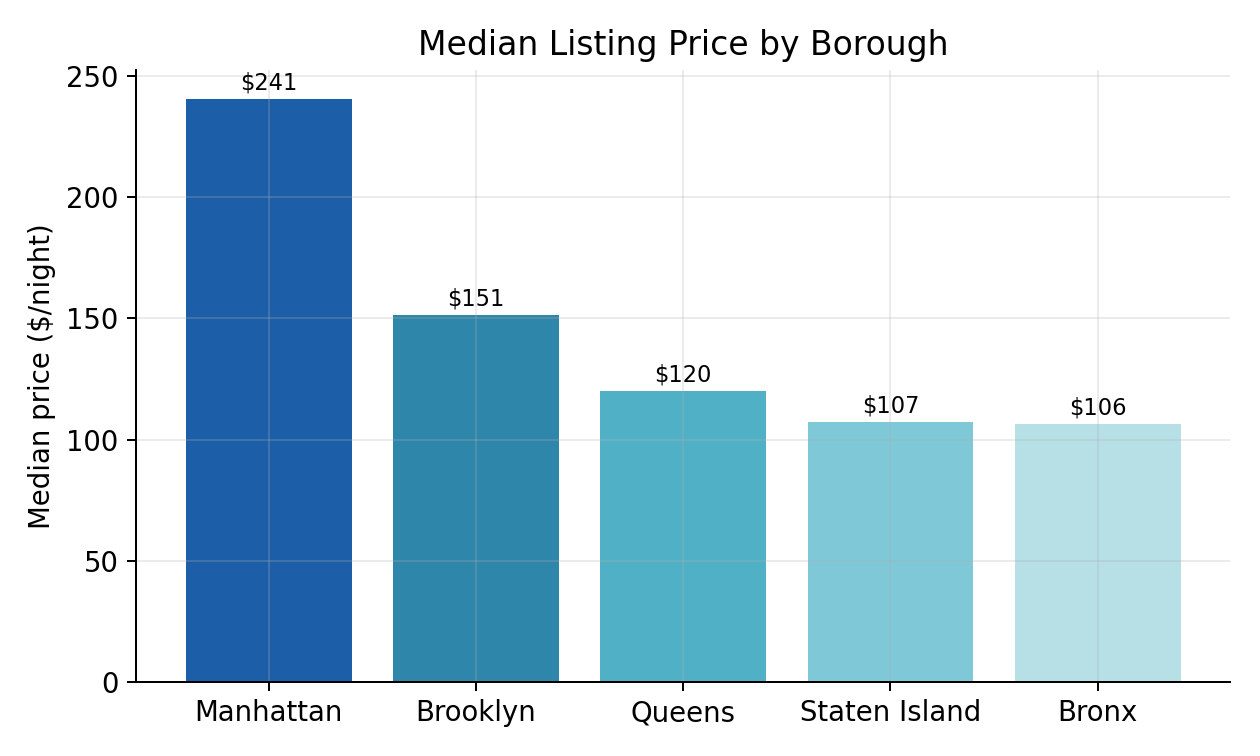 Median Listing Price by Borough
Median price ($/night)
250
200
150
100
50
0
$241
$151
$120
$107
$106
Manhattan
Brooklyn
Queens
Staten Island
Bronx